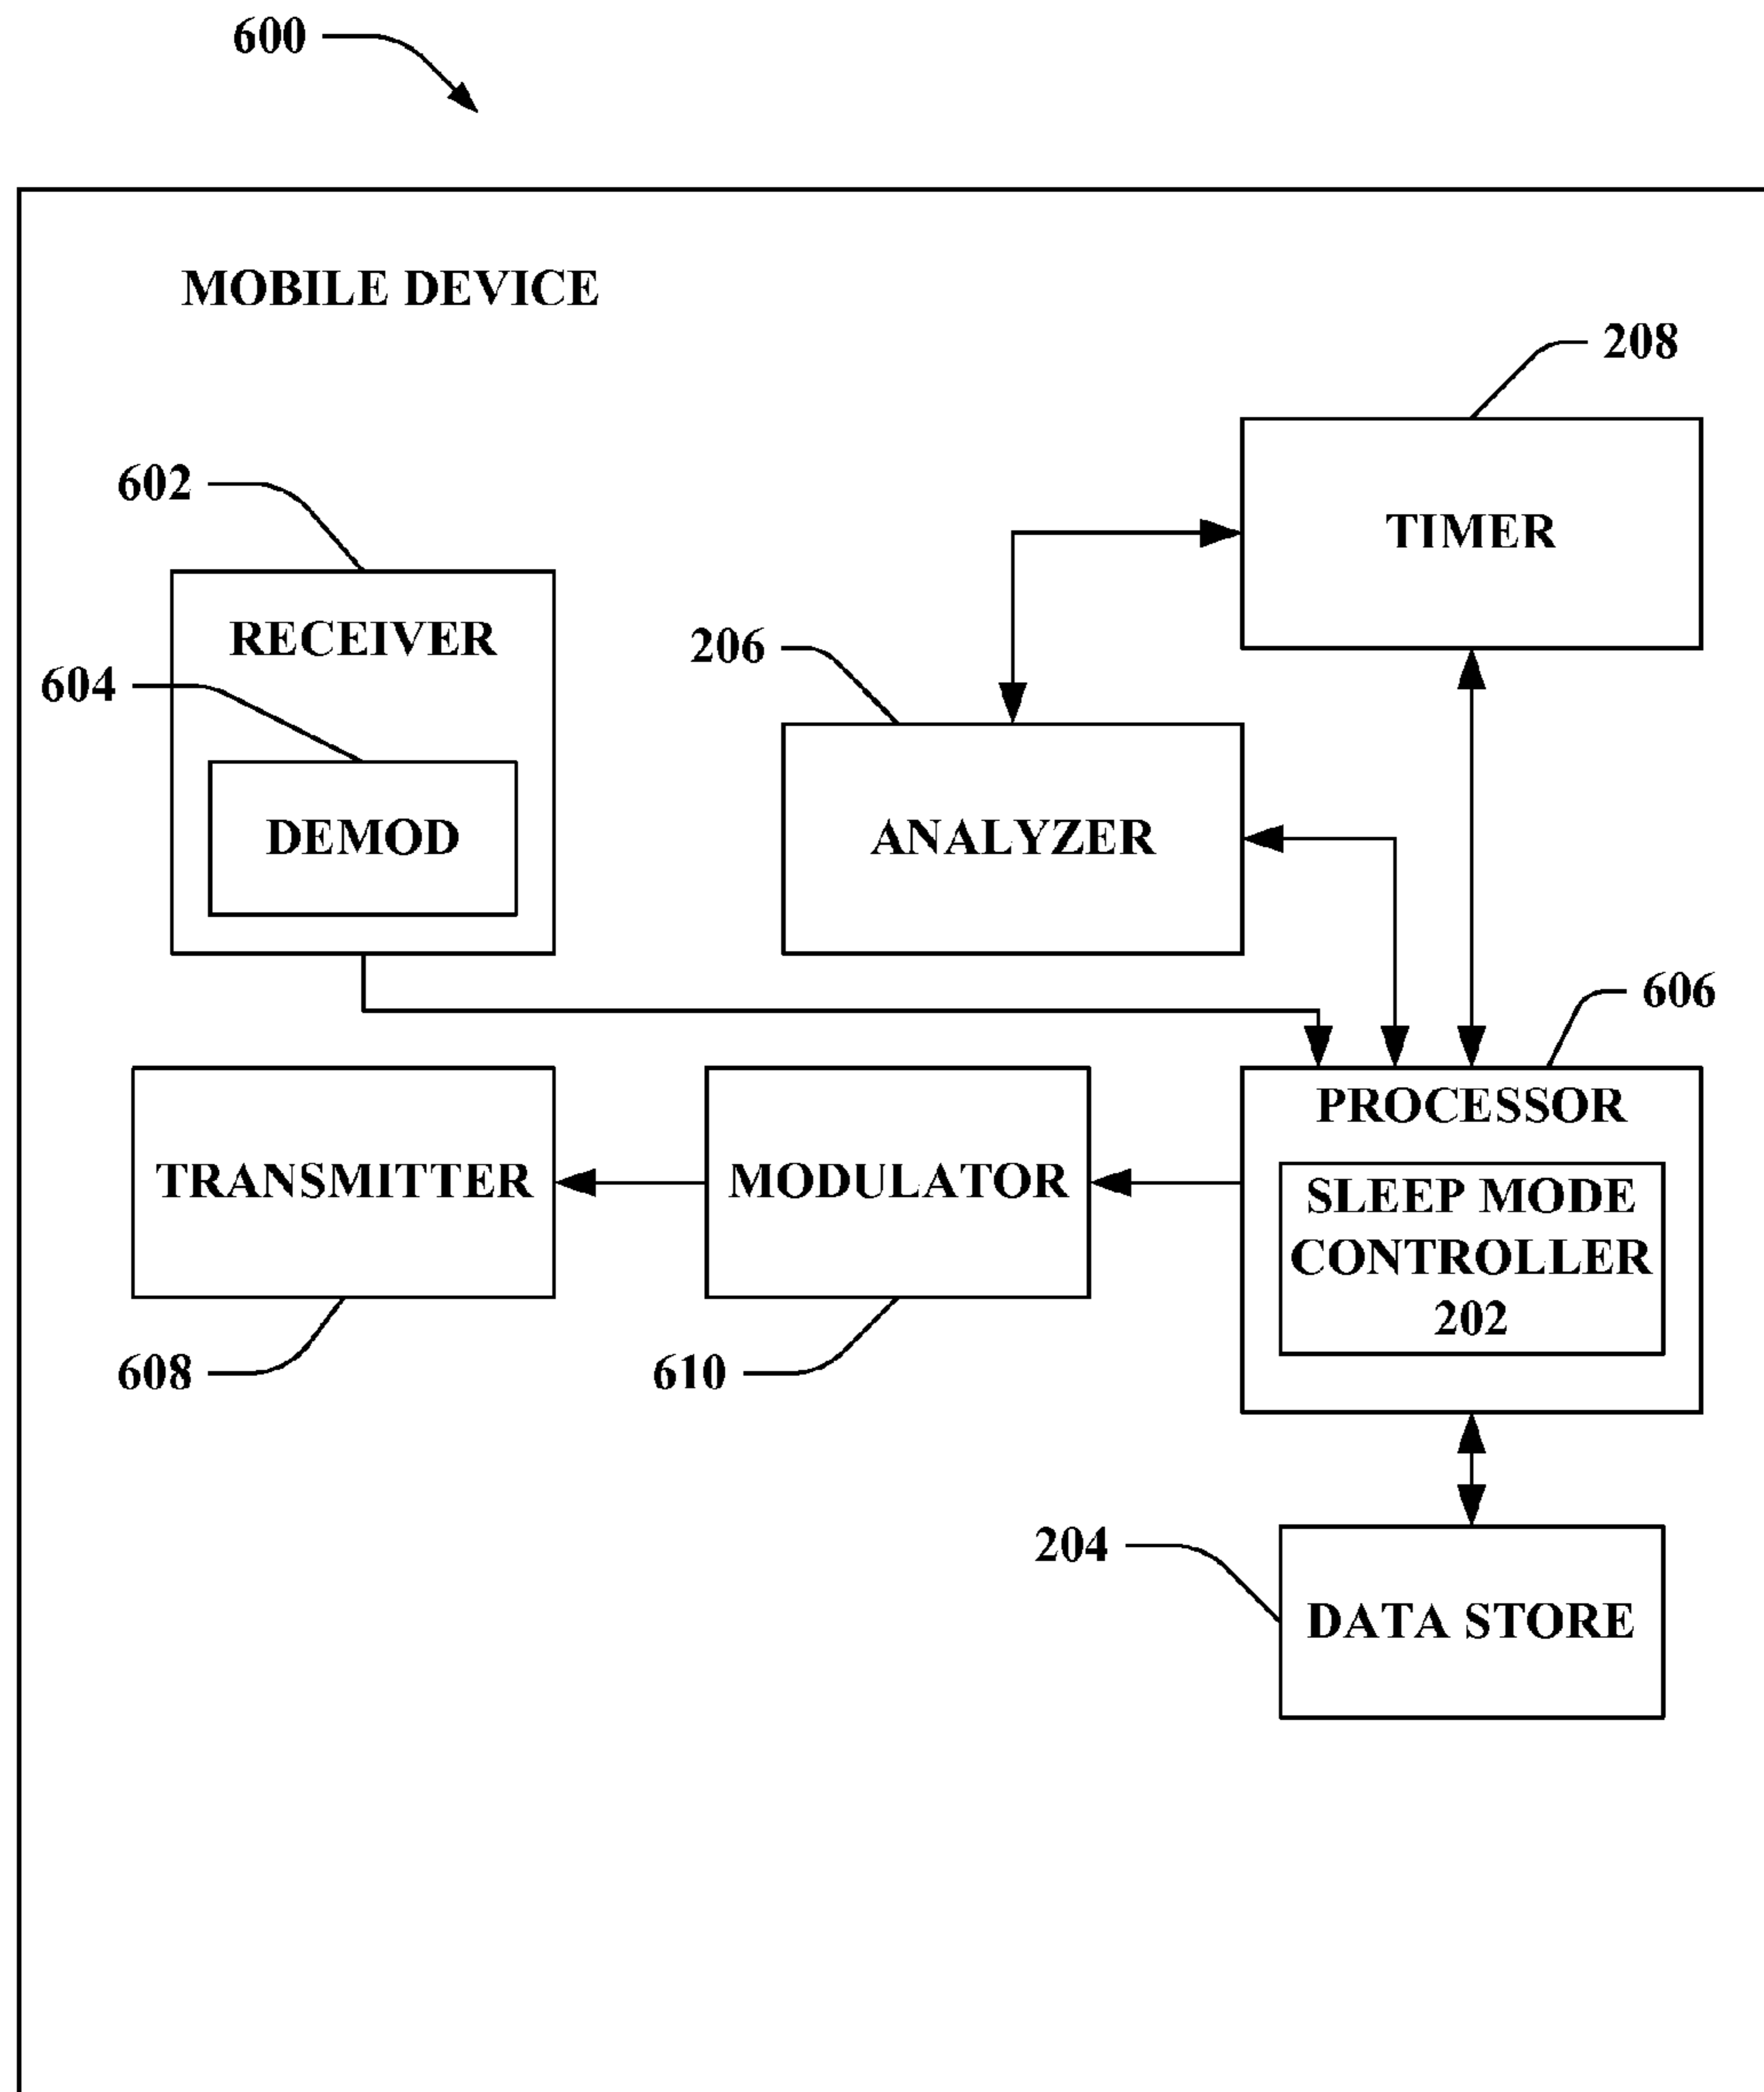 600
MOBILE DEVICE
208
TIMER
602
RECEIVER
206
604
DEMOD
ANALYZER
606
PROCESSOR
TRANSMITTER
MODULATOR
SLEEP MODE
CONTROLLER
202
608
610
204
DATA STORE